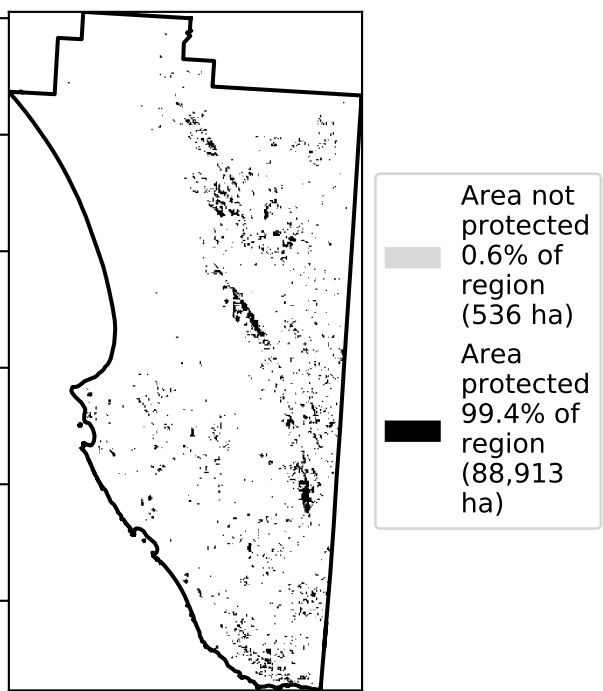 Area not
protected
0.6% of
region
(536 ha)
Area
protected
99.4% of
region
(88,913
ha)